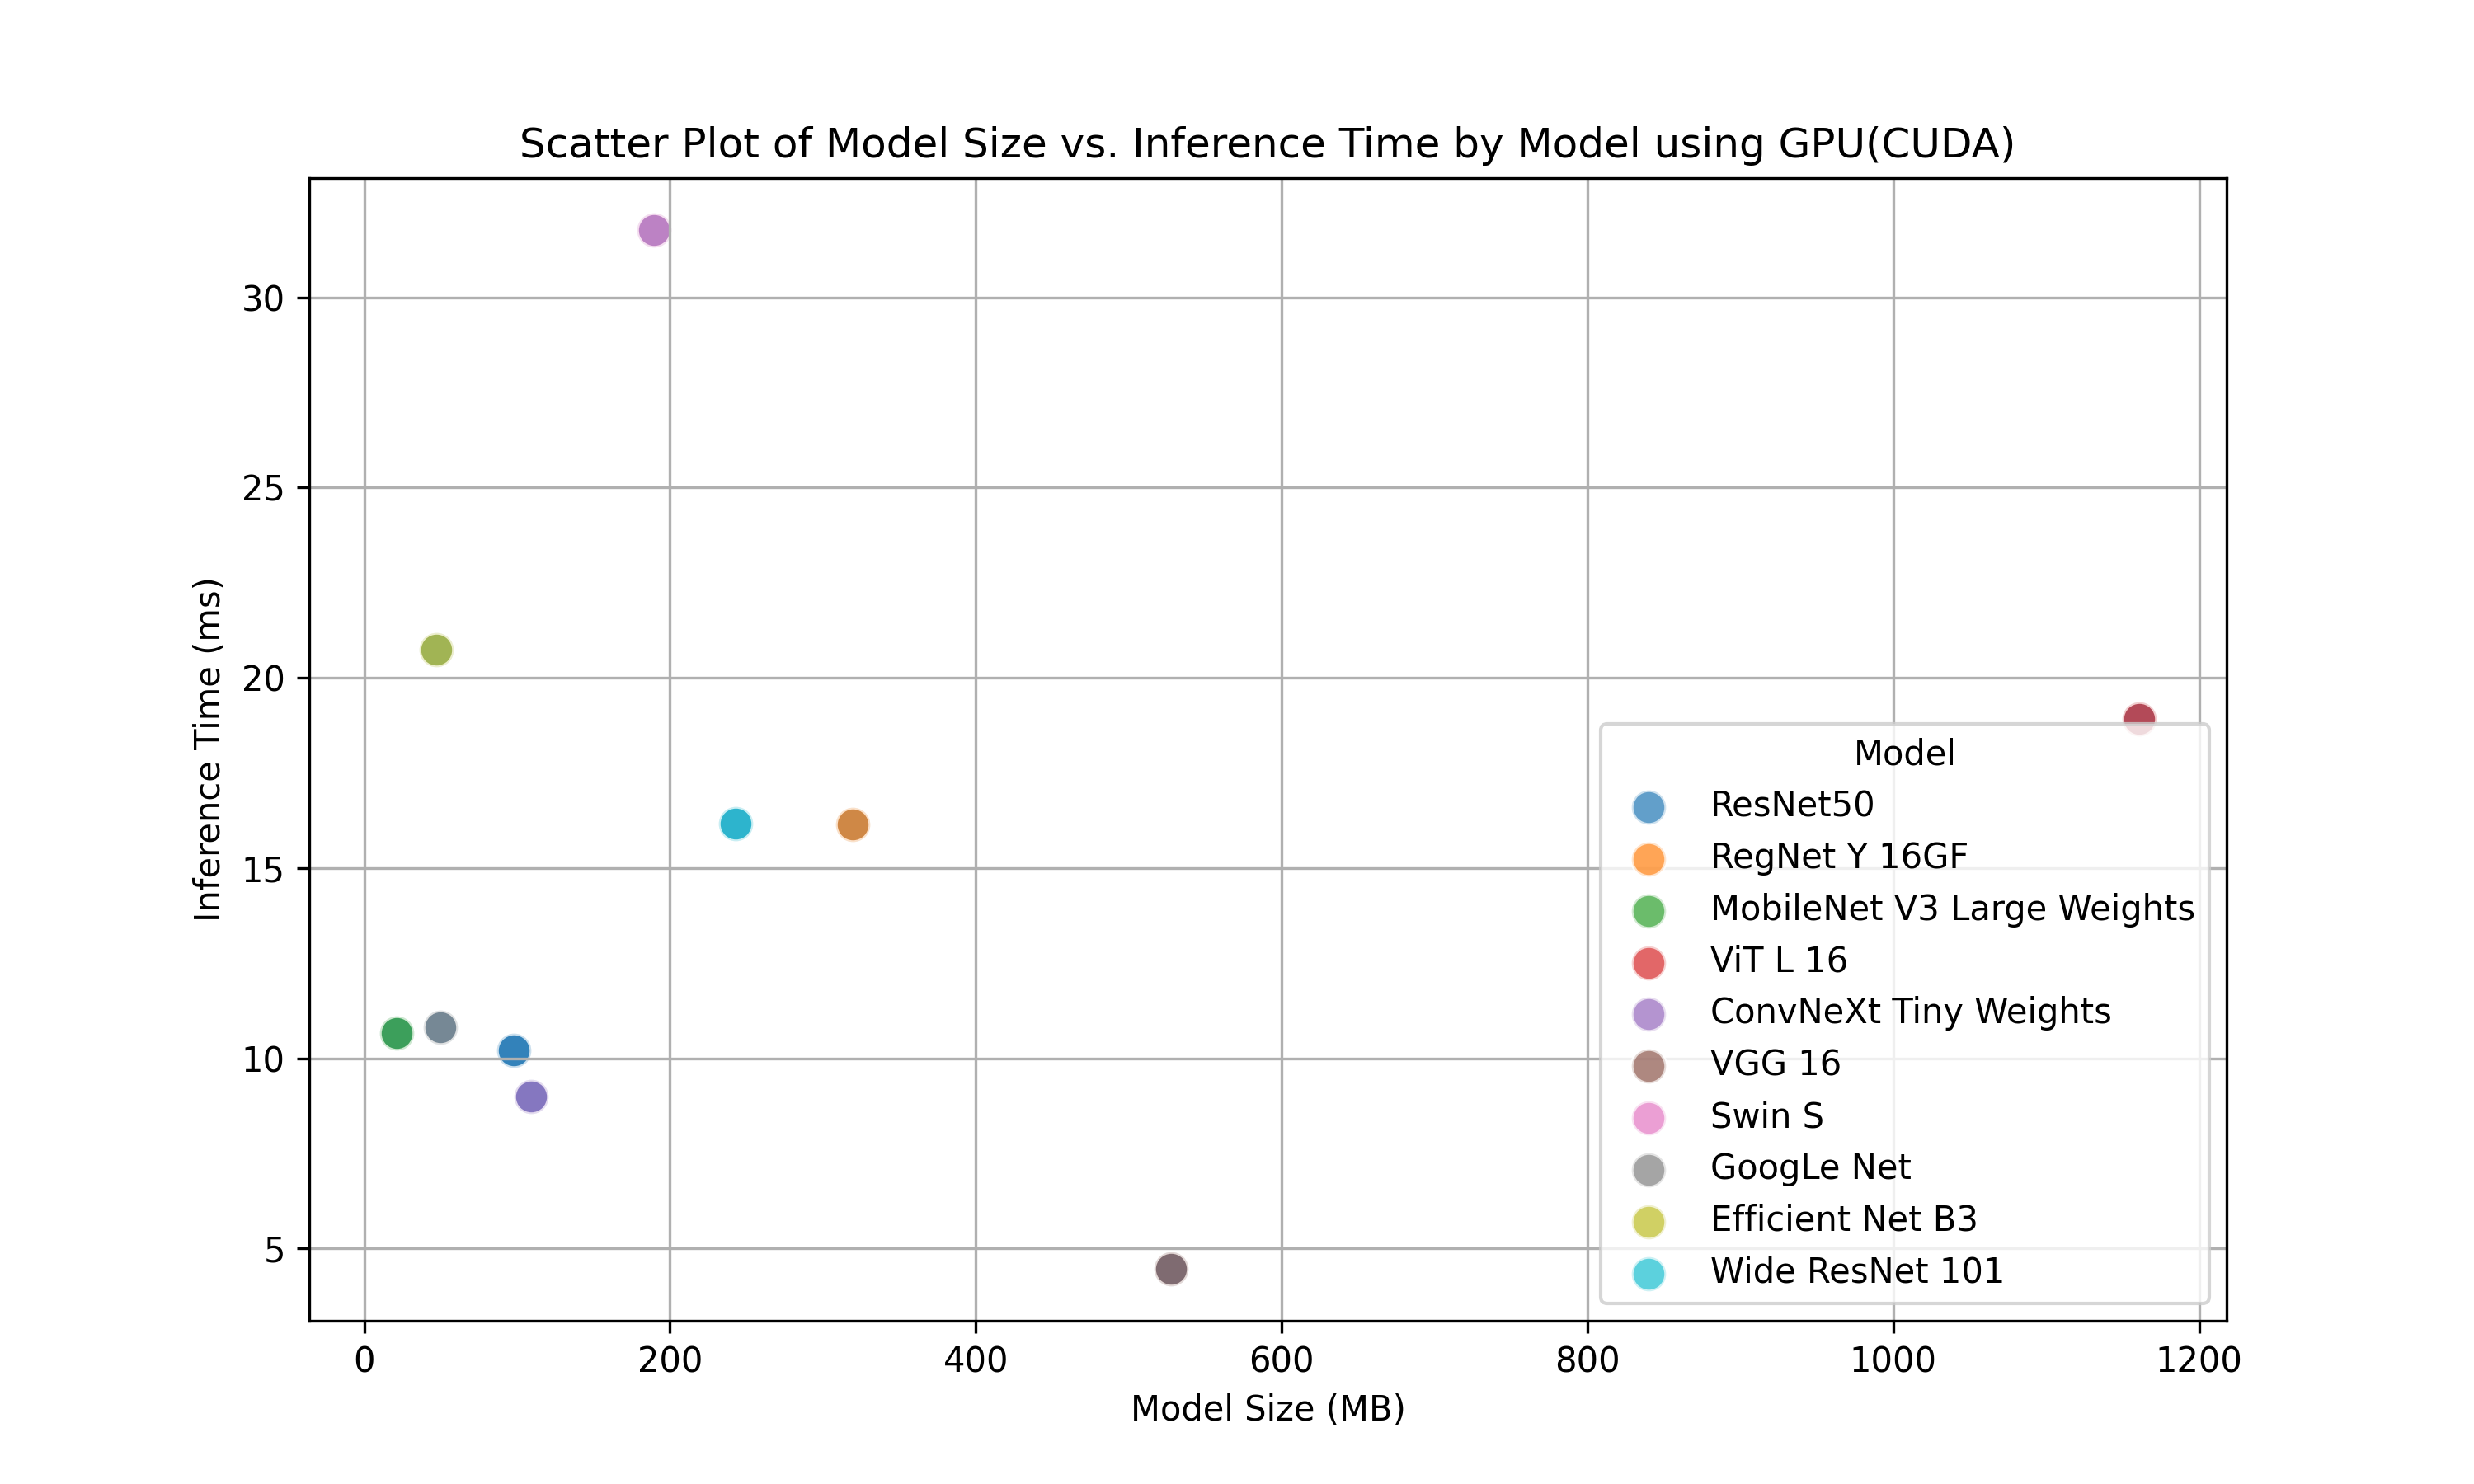 Scatter Plot of Model Size vs. Inference Time by Model using GPU(CUDA)
30
25
20
15
10
5
Inference Time (ms)
Model
ResNet50
RegNet Y 16GF
MobileNet V3 Large Weights
ViT L 16
ConvNeXt Tiny Weights
VGG 16
Swin S
GoogLe Net
Efficient Net B3
Wide ResNet 101
0 200 400 600 800 1000 1200
Model Size (MB)